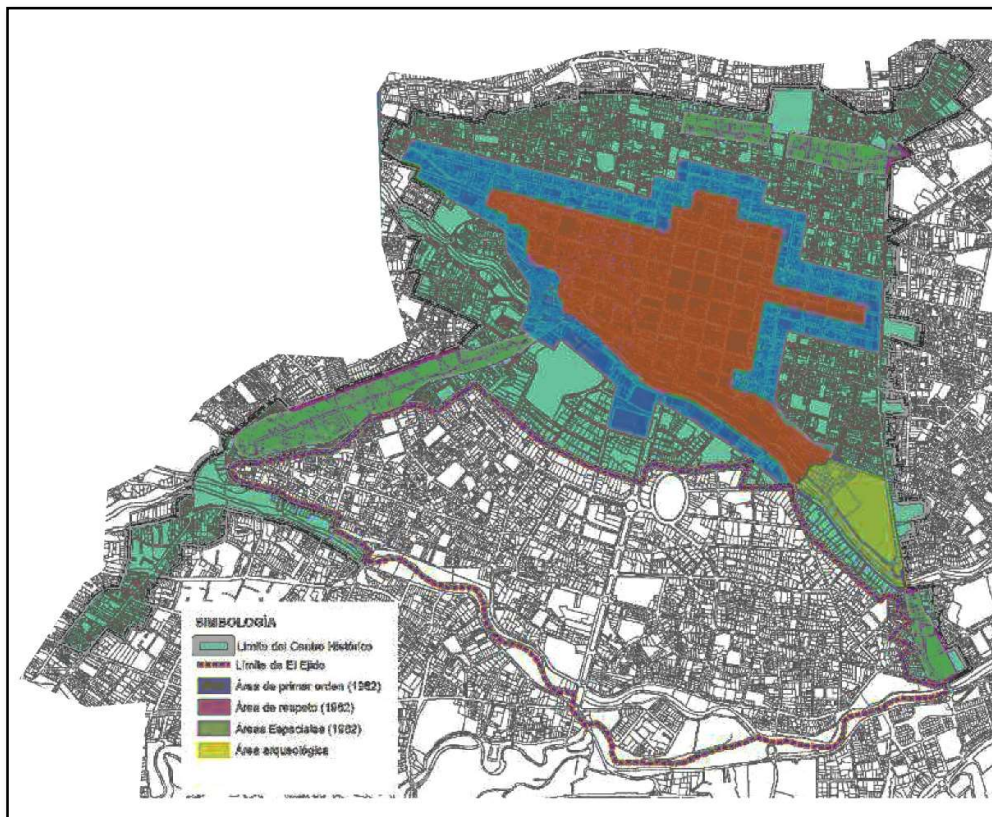 SIMBOLOGÍA
Límite del Centro Histórico
Límite de El Ejido
Área de primer orden (1982)
Área de respeto (1982)
Áreas Especiales (1982)
Área arqueológica